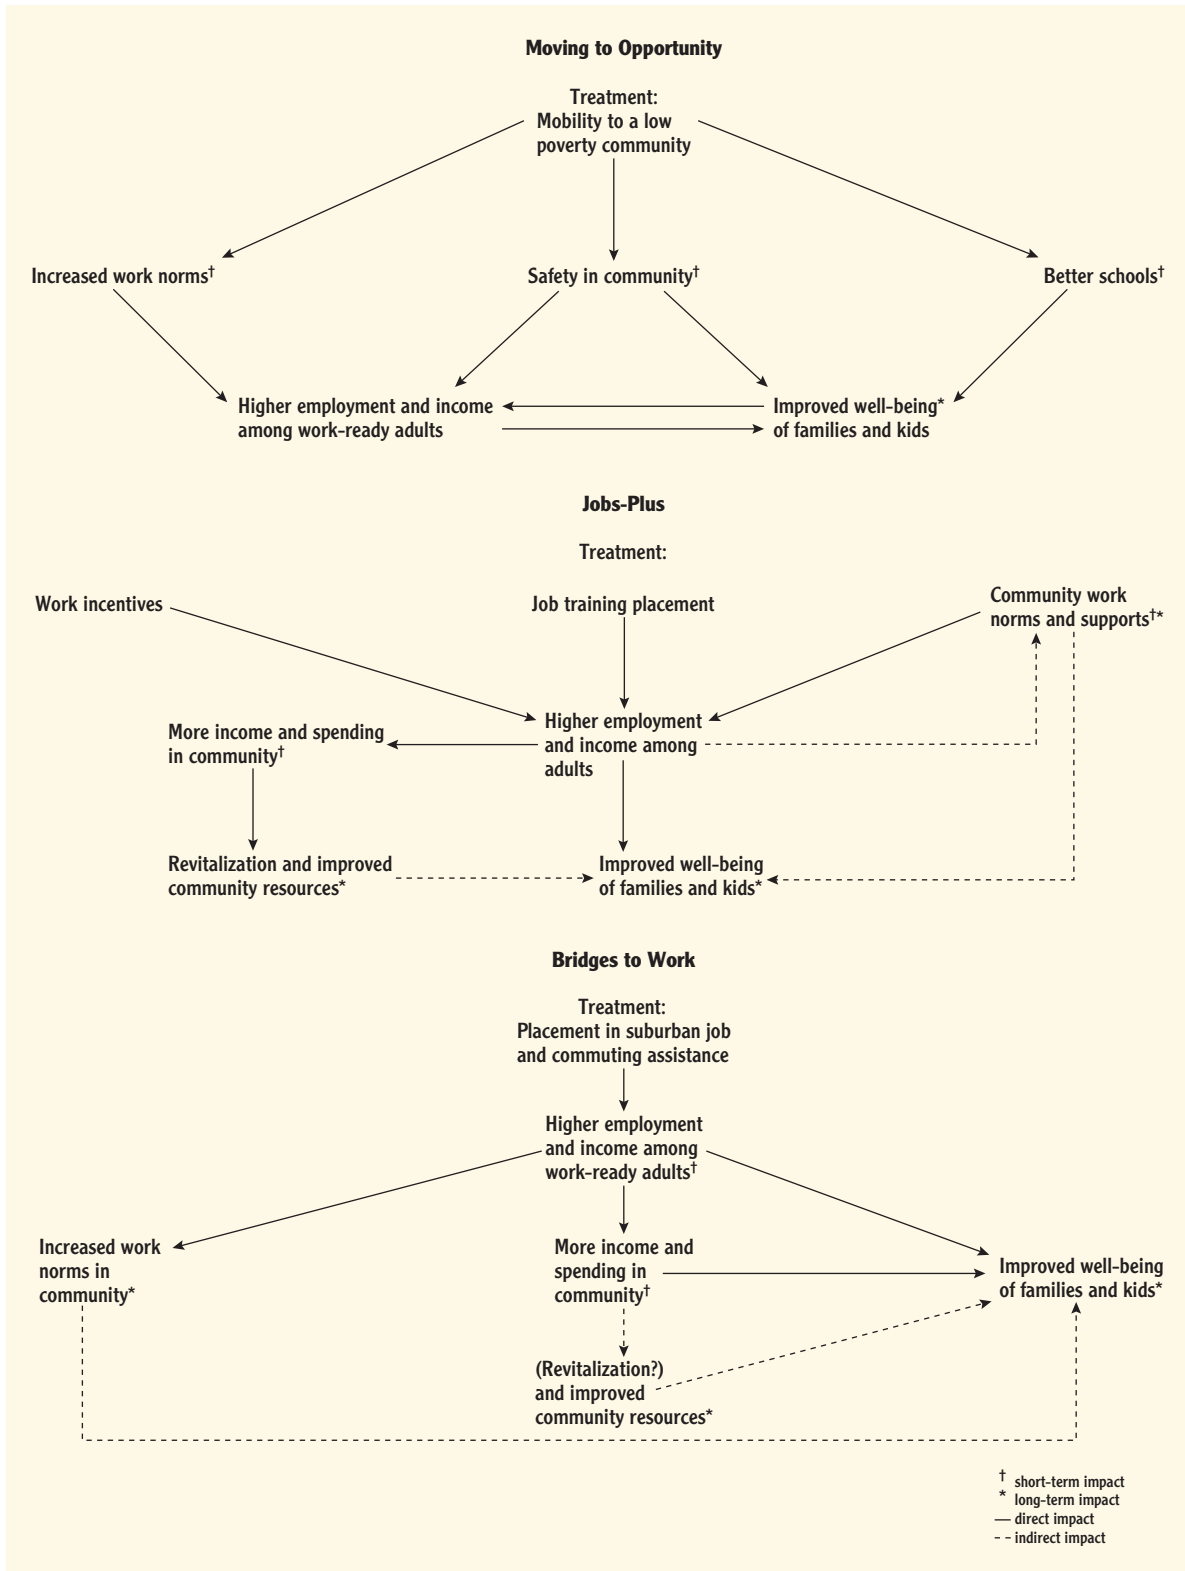 Moving to Opportunity
Treatment:
Mobility to a low
poverty community
Increased work norms†
Safety in community†
Better schools†
Higher employment and income
among work-ready adults
Improved well-being*
of families and kids
Jobs-Plus
Treatment:
Work incentives
Job training placement
Community work
norms and supports†*
Higher employment
and income among
adults
More income and spending
in community†
Revitalization and improved
community resources*
Improved well-being
of families and kids*
Bridges to Work
Treatment:
Placement in suburban job
and commuting assistance
Higher employment
and income among
work-ready adults†
Increased work
norms in
community*
More income and
spending in
community†
Improved well-being
of families and kids*
(Revitalization?)
and improved
community resources*
† short-term impact
* long-term impact
— direct impact
-- indirect impact